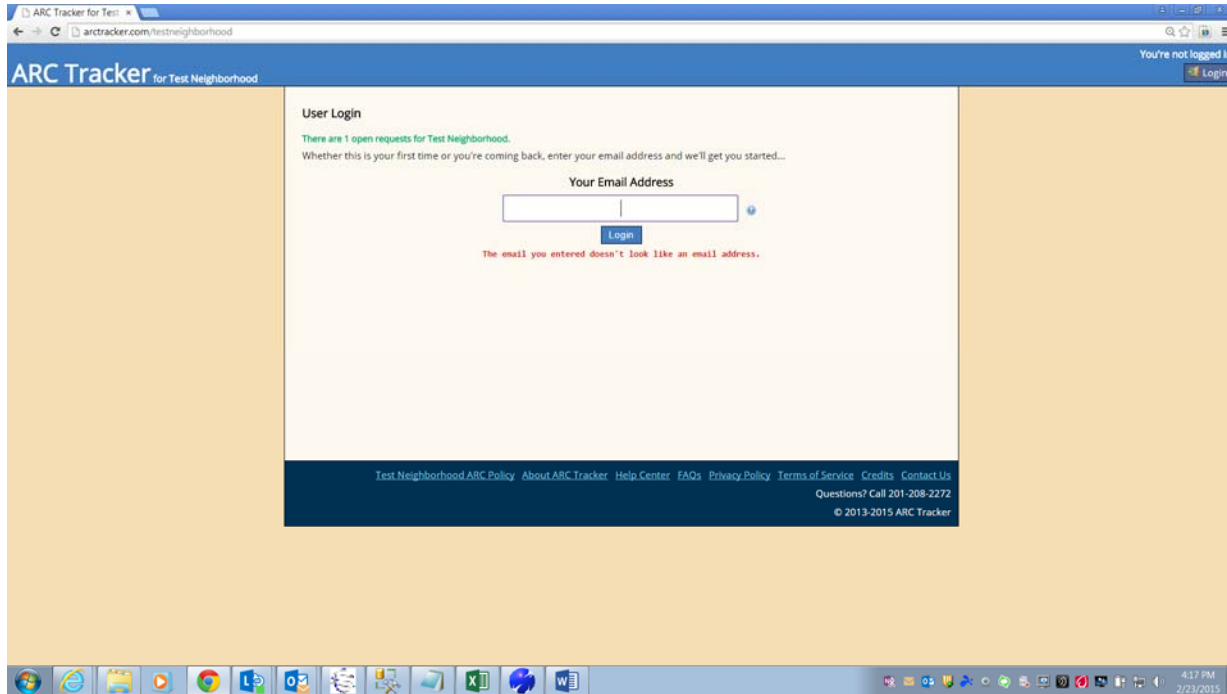 ARC Tracker for Test
arctracker.com/testneighborhood
You're not logged i
ARC Tracker for Test Neighborhood
Login
User Login
There are 1 open requests for Test Neighborhood.
Whether this is your first time or you're coming back, enter your email address and we'll get you started...
Your Email Address
Login
The email you entered doesn't look like an email address.
Test Neighborhood ARC Policy About ARC Tracker Help Center FAQs Privacy Policy Terms of Service Credits Contact Us
Questions? Call 201-208-2272
© 2013-2015 ARC Tracker
4:17 PM
2/23/2015